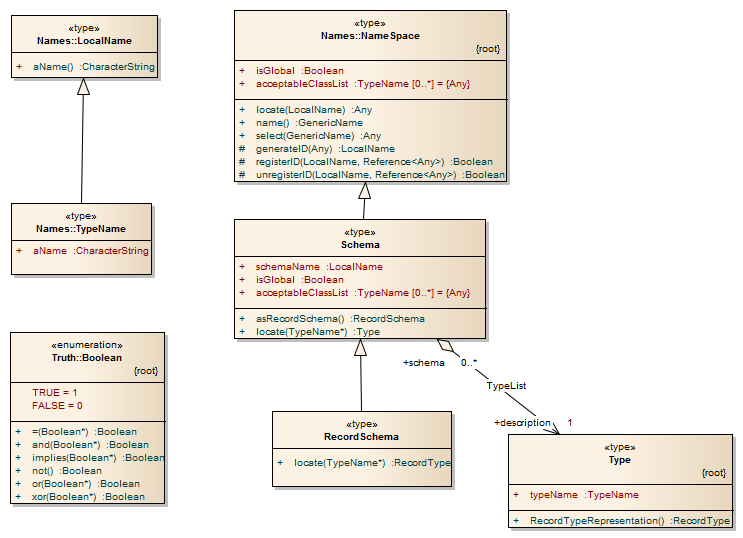 «type»
Names::LocalName
+ aName() :CharacterString
«type»
Names::NameSpace
{root}
+ isGlobal :Boolean
+ acceptableClassList :TypeName [0..*] = {Any}
+ locate(LocalName) :Any
+ name() :GenericName
+ select(GenericName) :Any
# generateID(Any) :LocalName
# registerID(LocalName, Reference<Any>) :Boolean
# unregisterID(LocalName, Reference<Any>) :Boolean
«type»
Names::TypeName
+ aName :CharacterString
«type»
Schema
+ schemaName :LocalName
+ isGlobal :Boolean
+ acceptableClassList :TypeName [0..*] = {Any}
+ asRecordSchema() :RecordSchema
+ locate(TypeName*) :Type
«enumeration»
Truth::Boolean
{root}
TRUE = 1
FALSE = 0
+ =(Boolean*) :Boolean
+ and(Boolean*) :Boolean
+ implies(Boolean*) :Boolean
+ not() :Boolean
+ or(Boolean*) :Boolean
+ xor(Boolean*) :Boolean
+schema 0..*
TypeList
+description 1
«type»
RecordSchema
+ locate(TypeName*) :RecordType
«type»
Type
{root}
+ typeName :TypeName
+ RecordTypeRepresentation() :RecordType